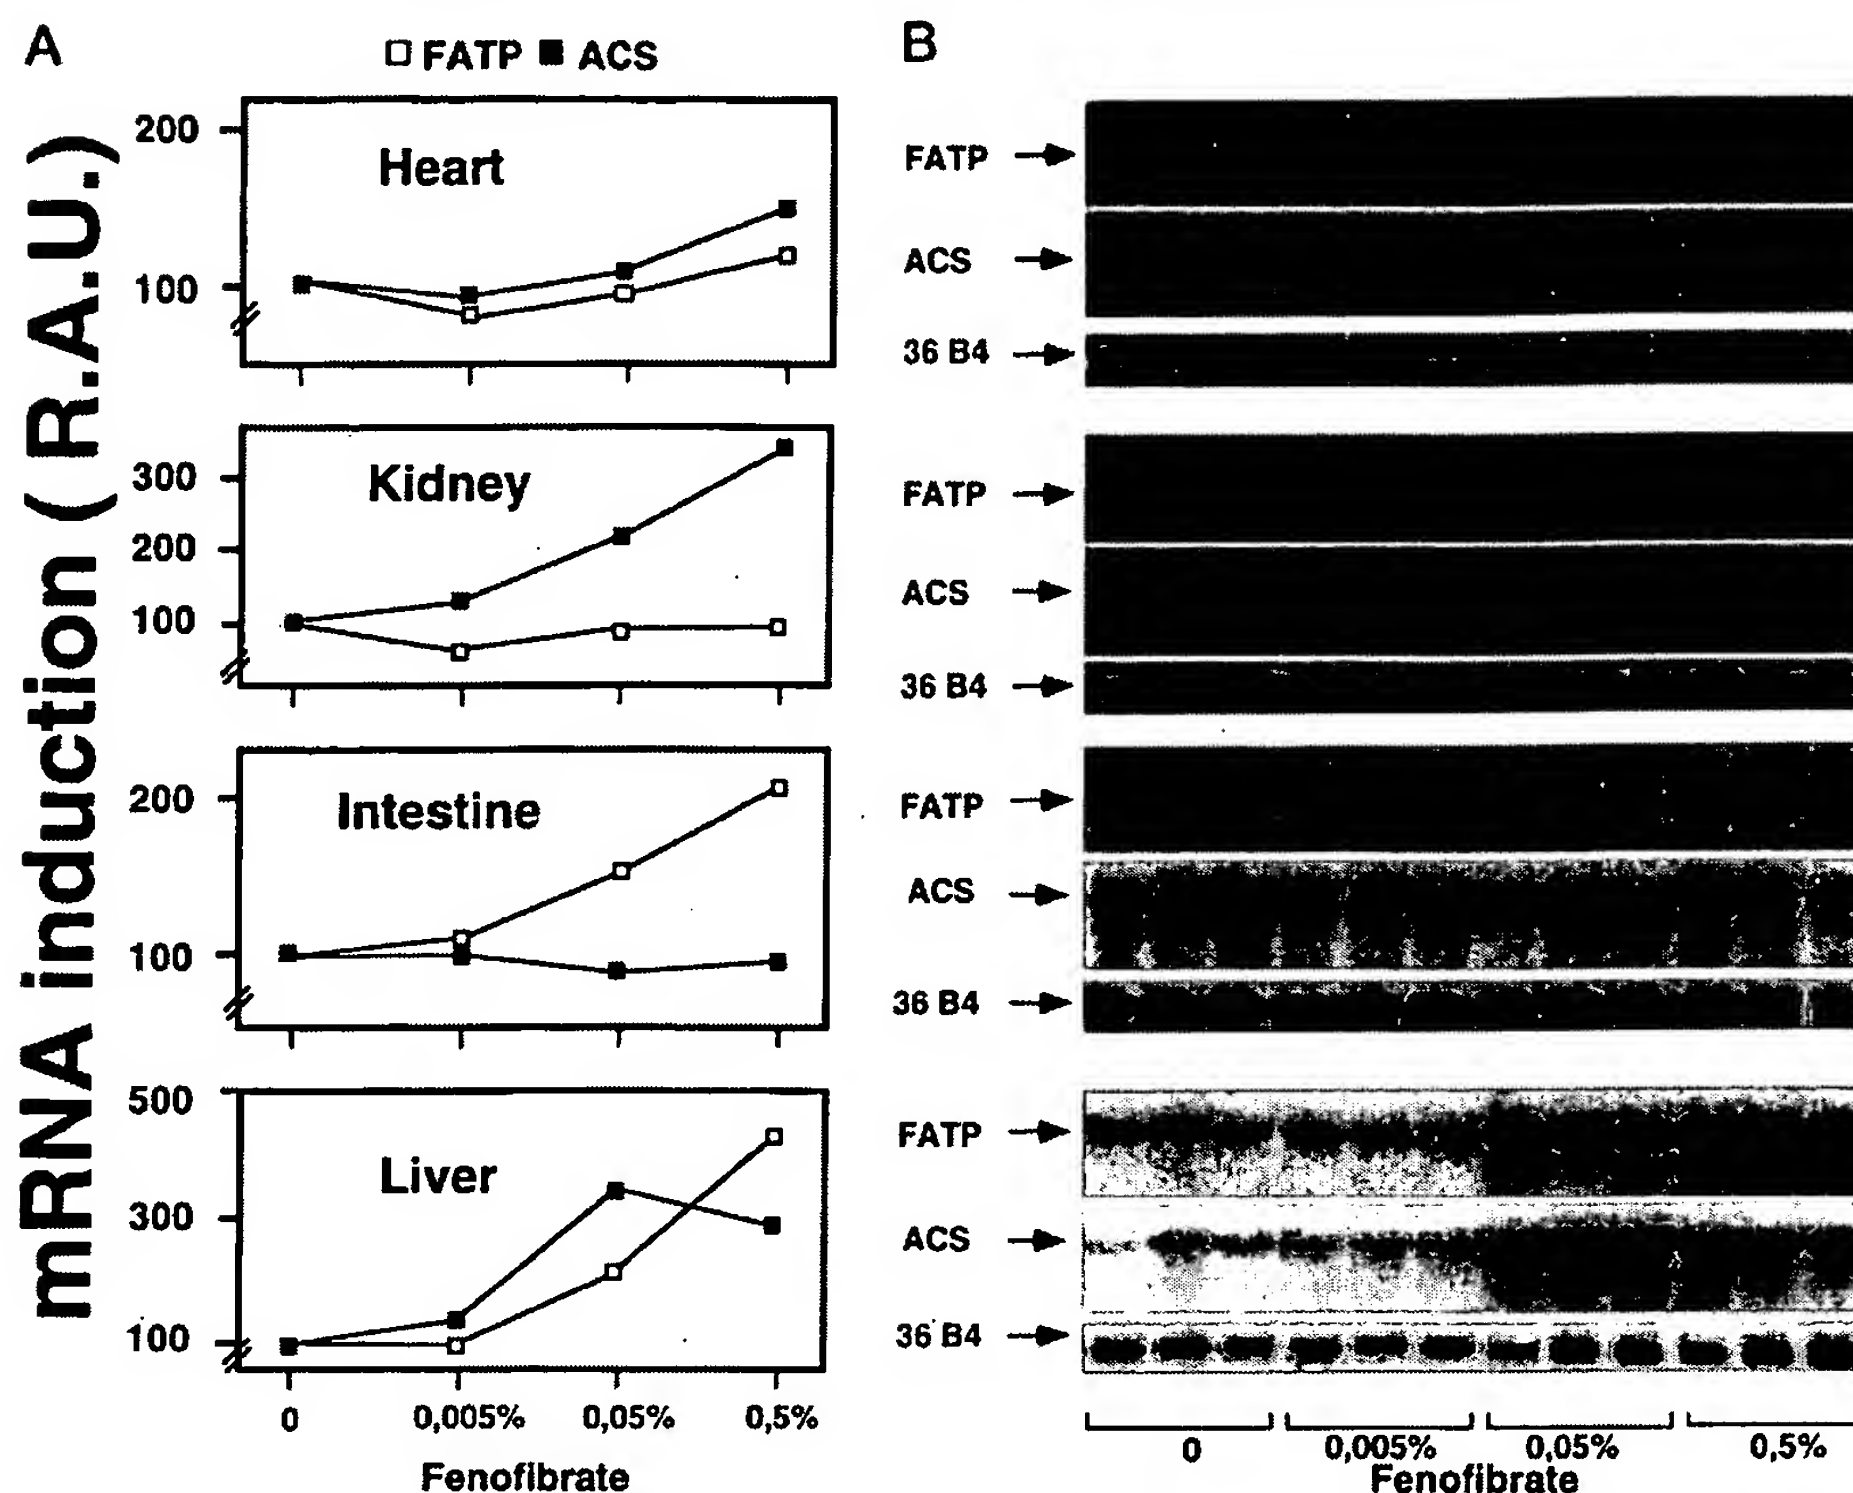 A
□ FATP ■ ACS
mRNA induction ( R.A.U.)
200
Heart
100
300
Kidney
200
100
200
Intestine
100
500
Liver
300
100
0 0,005% 0,05% 0,5%
Fenofibrate
B
FATP
ACS
36 B4
FATP
ACS
36 B4
FATP
ACS
36 B4
FATP
ACS
36 B4
0 0,005% 0,05% 0,5%
Fenofibrate